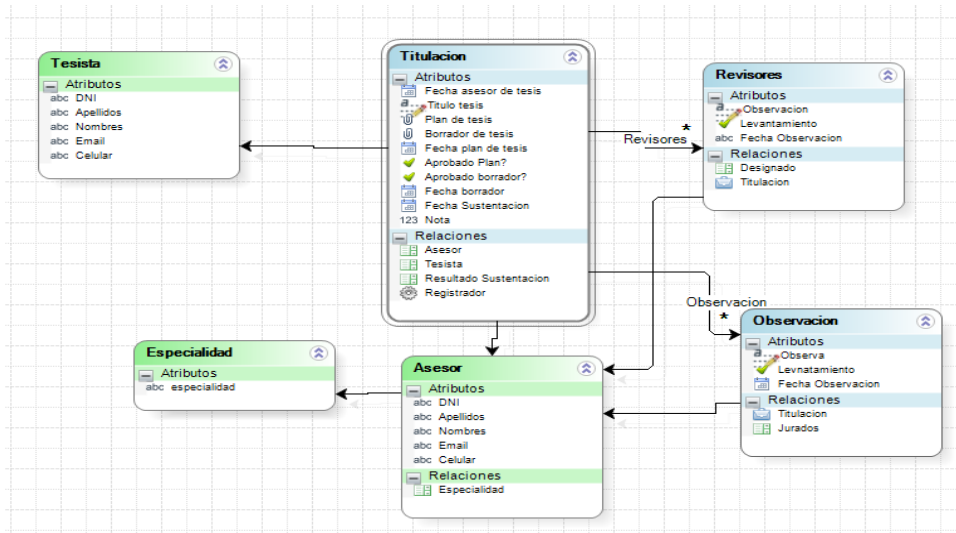 Tesista
Atributos
abc DNI
abc Apellidos
abc Nombres
abc Email
abc Celular
Titulacion
Atributos
Fecha asesor de tesis
Titulo tesis
Plan de tesis
Borrador de tesis
Fecha plan de tesis
Aprobado Plan?
Aprobado borrador?
Fecha borrador
Fecha Sustentacion
123 Nota
Relaciones
Asesor
Tesista
Resultado Sustentacion
Registrador
Revisores
*
Revisores
Atributos
Observacion
Levantamiento
abc Fecha Observacion
Relaciones
Designado
Titulacion
Observacion
*
Observacion
Atributos
Observa
Levnatamiento
Fecha Observacion
Relaciones
Titulacion
Jurados
Especialidad
Atributos
abc especialidad
Asesor
Atributos
abc DNI
abc Apellidos
abc Nombres
abc Email
abc Celular
Relaciones
Especialidad